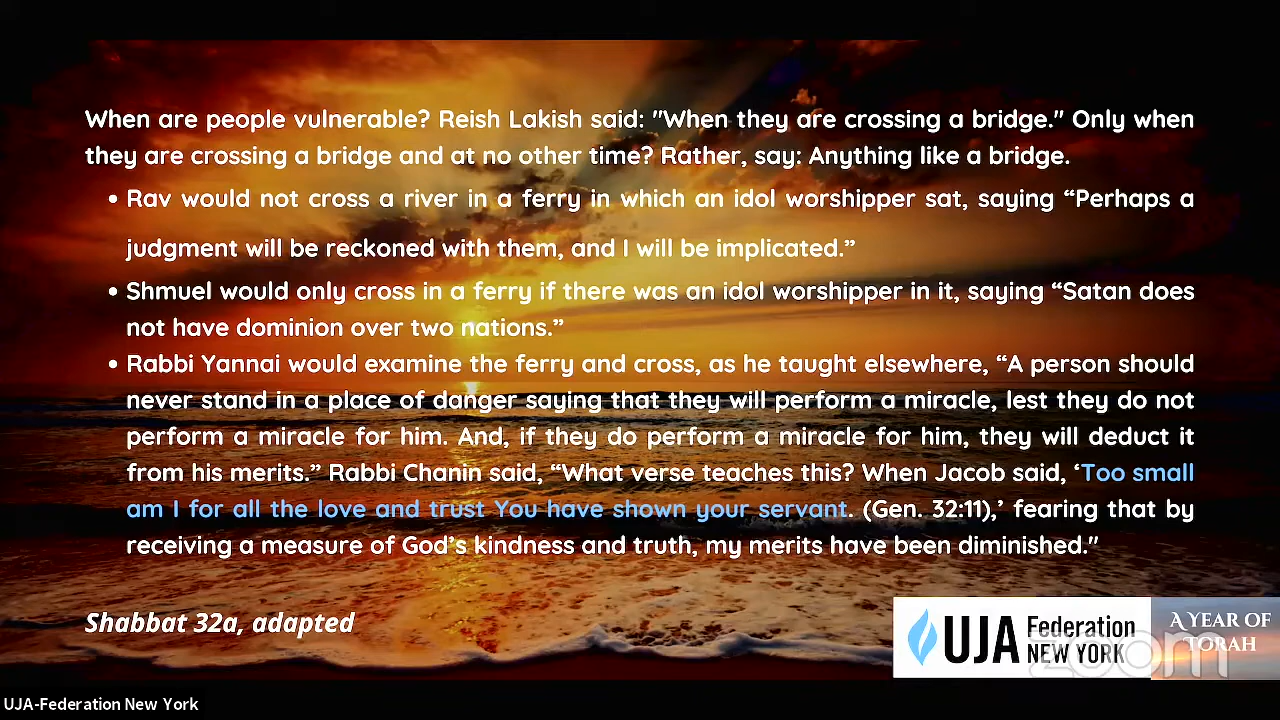 When are people vulnerable? Reish Lakish said: "When they are crossing a bridge." Only when
they are crossing a bridge and at no other time? Rather, say: Anything like a bridge.
• Rav would not cross a river in a ferry in which an idol worshipper sat, saying “Perhaps a
judgment will be reckoned with them, and I will be implicated.”
• Shmuel would only cross in a ferry if there was an idol worshipper in it, saying “Satan does
not have dominion over two nations.”
• Rabbi Yannai would examine the ferry and cross, as he taught elsewhere, “A person should
never stand in a place of danger saying that they will perform a miracle, lest they do not
perform a miracle for him. And, if they do perform a miracle for him, they will deduct it
from his merits.” Rabbi Chanin said, “What verse teaches this? When Jacob said, ‘Too small
am I for all the love and trust You have shown your servant. (Gen. 32:11),’ fearing that by
receiving a measure of God’s kindness and truth, my merits have been diminished."
Shabbat 32a, adapted
UJA Federation
NEW YORK
A YEAR OF
TORAH
zoom
UJA-Federation New York